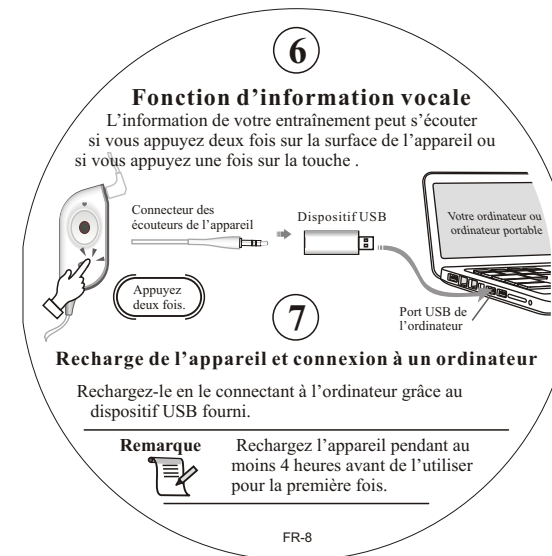 6
Fonction d’information vocale
L’information de votre entraînement peut s’écouter
si vous appuyez deux fois sur la surface de l’appareil ou
si vous appuyez une fois sur la touche .
Connecteur des
écouteurs de l’appareil
Dispositif USB
Votre ordinateur ou
ordinateur portable
Appuyez
deux fois.
Port USB de
l’ordinateur
7
Recharge de l’appareil et connexion à un ordinateur
Rechargez-le en le connectant à l’ordinateur grâce au
dispositif USB fourni.
Remarque
Rechargez l’appareil pendant au
moins 4 heures avant de l’utiliser
pour la première fois.
FR-8